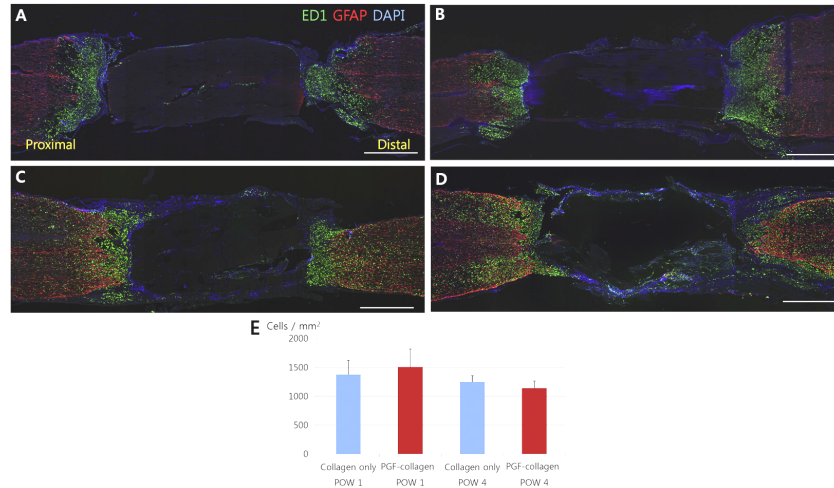 A
ED1 GFAP DAPI
B
Proximal
Distal
C
D
E
Cells / mm²
2000
1500
1000
500
0
Collagen only PGF-collagen Collagen only PGF-collagen
POW 1 POW 1 POW 4 POW 4